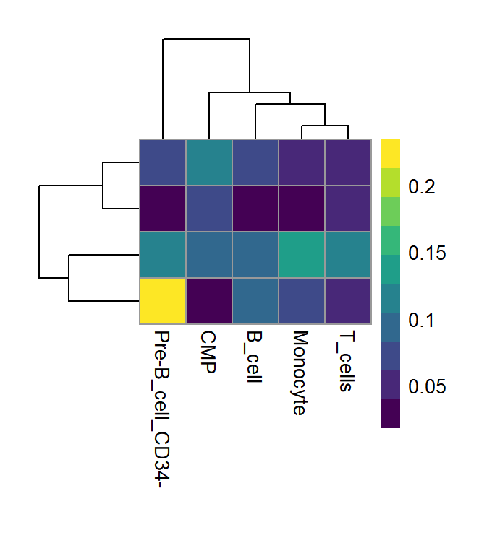 0.2
0.15
0.1
0.05
Pre-B_cell_CD34-
CMP
B_cell
Monocyte
T_cells